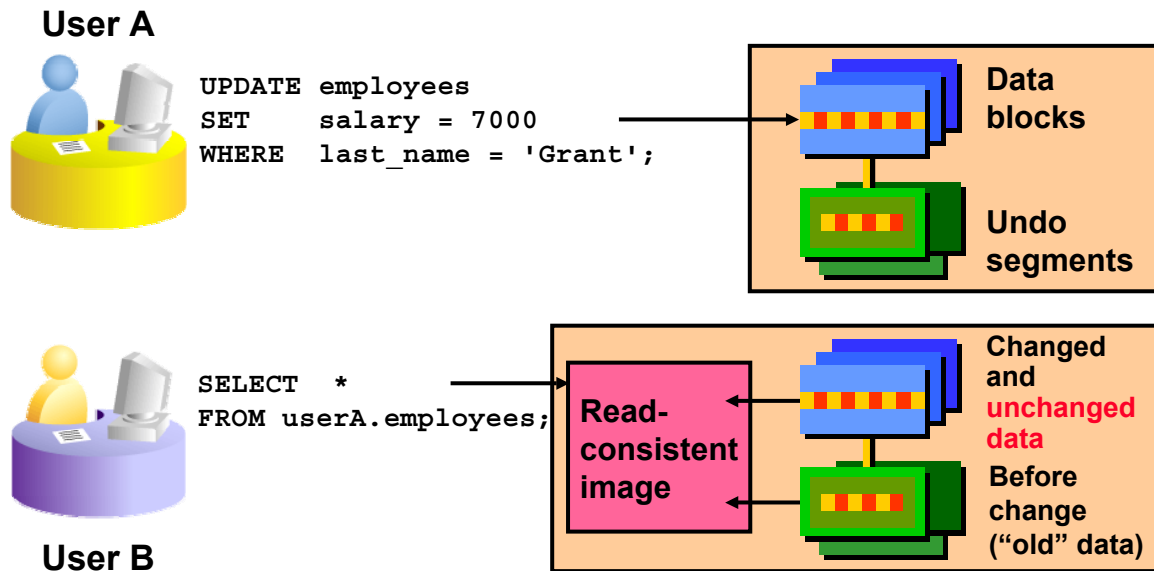 User A
UPDATE employees
SET salary = 7000
WHERE last_name = 'Grant';
Data
blocks
Undo
segments
SELECT *
FROM userA.employees;
Read-
consistent
image
Changed
and
unchanged
data
Before
change
(“old” data)
User B